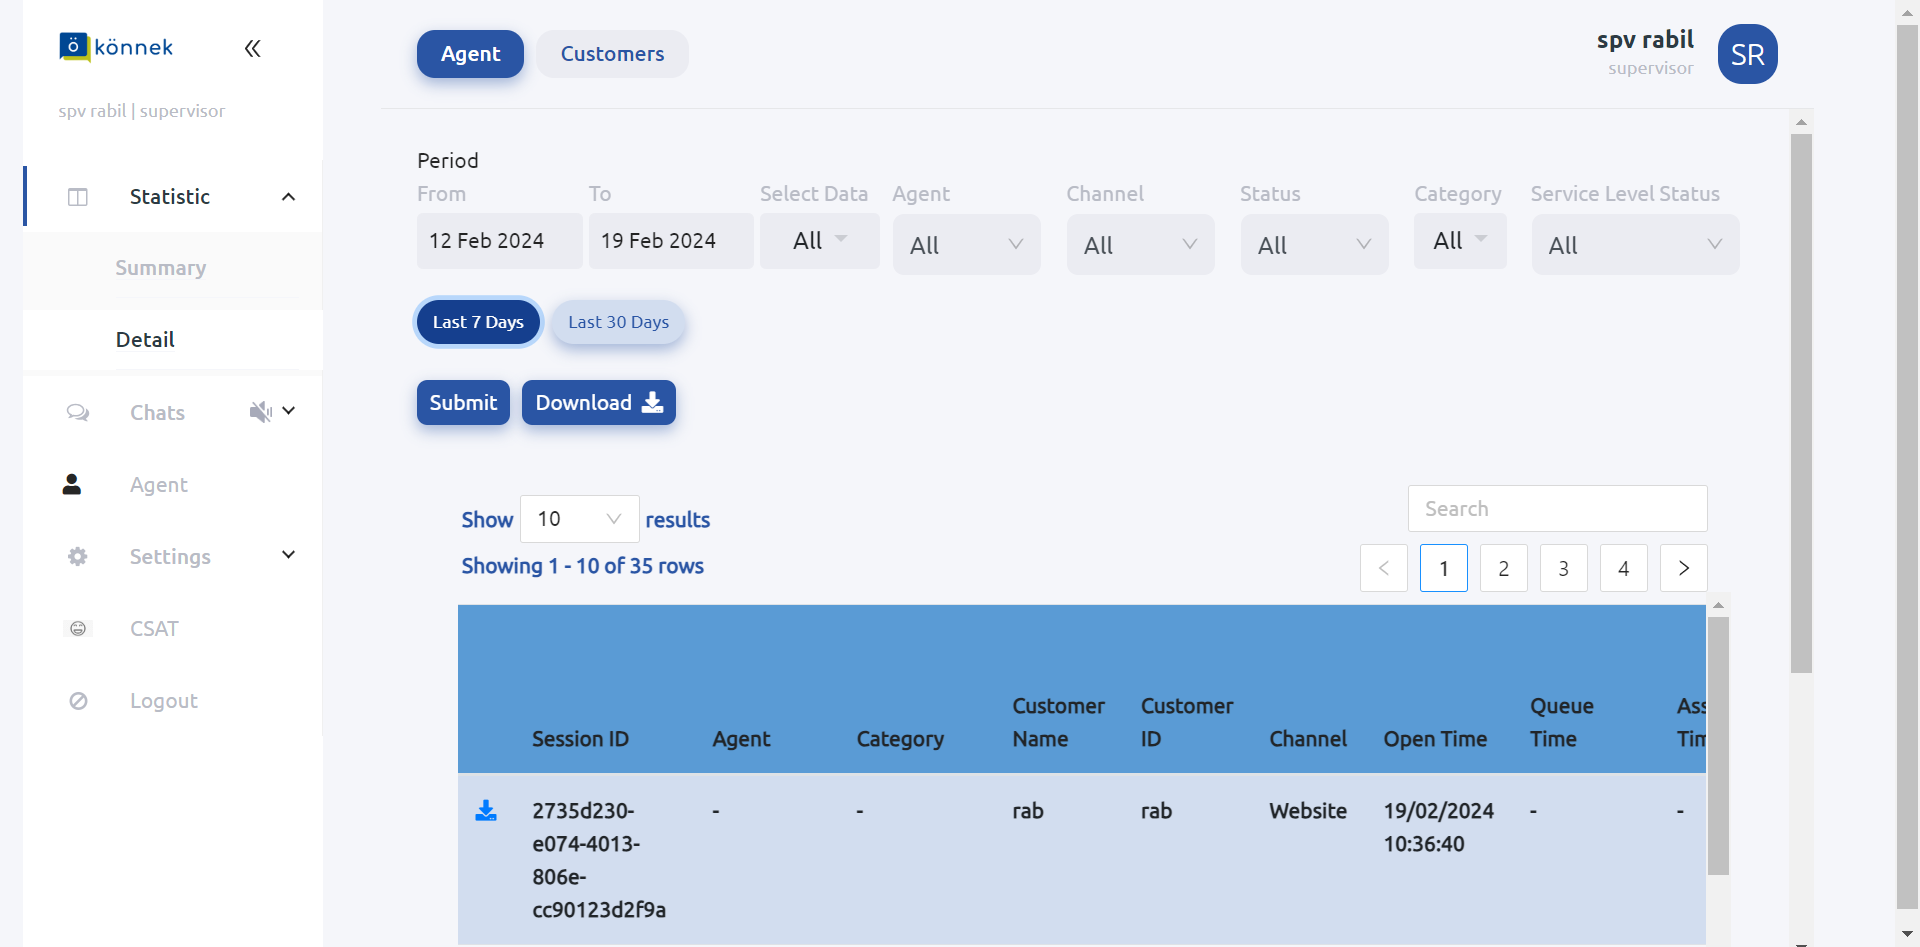 ö könnek
spv rabil | supervisor
Statistic
Summary
Detail
Chats
Agent
Settings
CSAT
Logout
Agent Customers
spv rabil
supervisor
SR
Period
From To Select Data Agent Channel Status Category Service Level Status
12 Feb 2024 19 Feb 2024 All All All All All All
Last 7 Days Last 30 Days
Submit Download
Show 10 results
Search
Showing 1 - 10 of 35 rows
< 1 2 3 4 >
Session ID Agent Category Customer Name Customer ID Channel Open Time Queue Time Ass Tim
2735d230- - - rab rab Website 19/02/2024 - -
e074-4013- 10:36:40
806e-
cc90123d2f9a